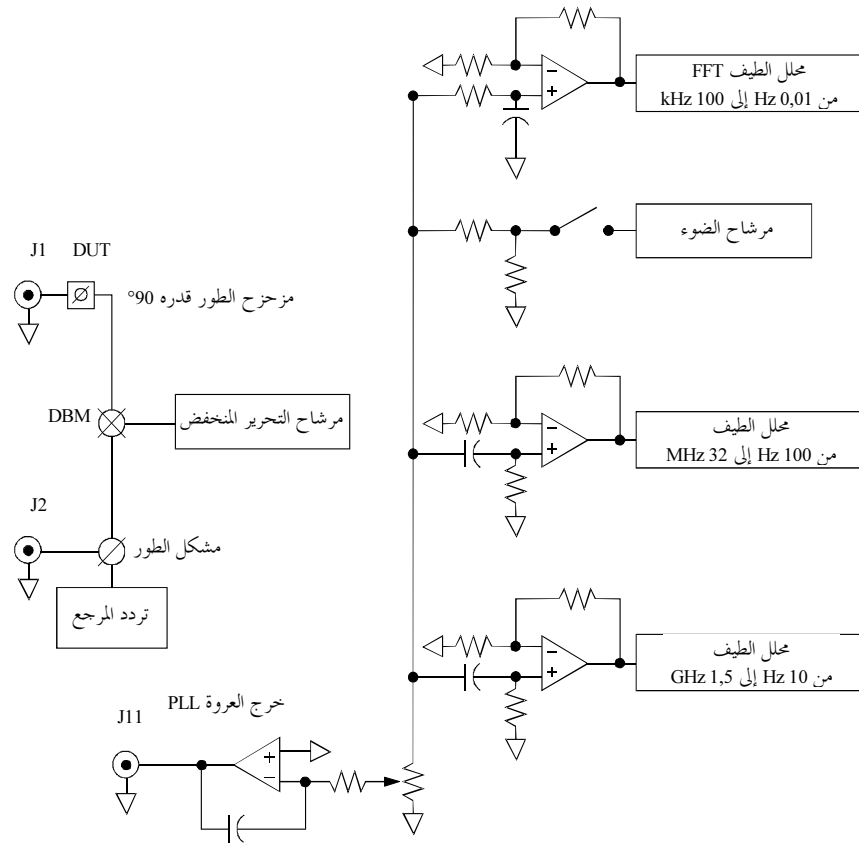 محلل الطيف FFT
من 0,01 Hz إلى 100 kHz
مرشاح الضوء
J1
DUT
مزحزح الطور قدره 90°
DBM
مرشاح التحرير المنخفض
محلل الطيف
من 100 Hz إلى 32 MHz
J2
مشكل الطور
تردد المرجع
محلل الطيف
من 10 Hz إلى 1,5 GHz
خرج العروة PLL
J11